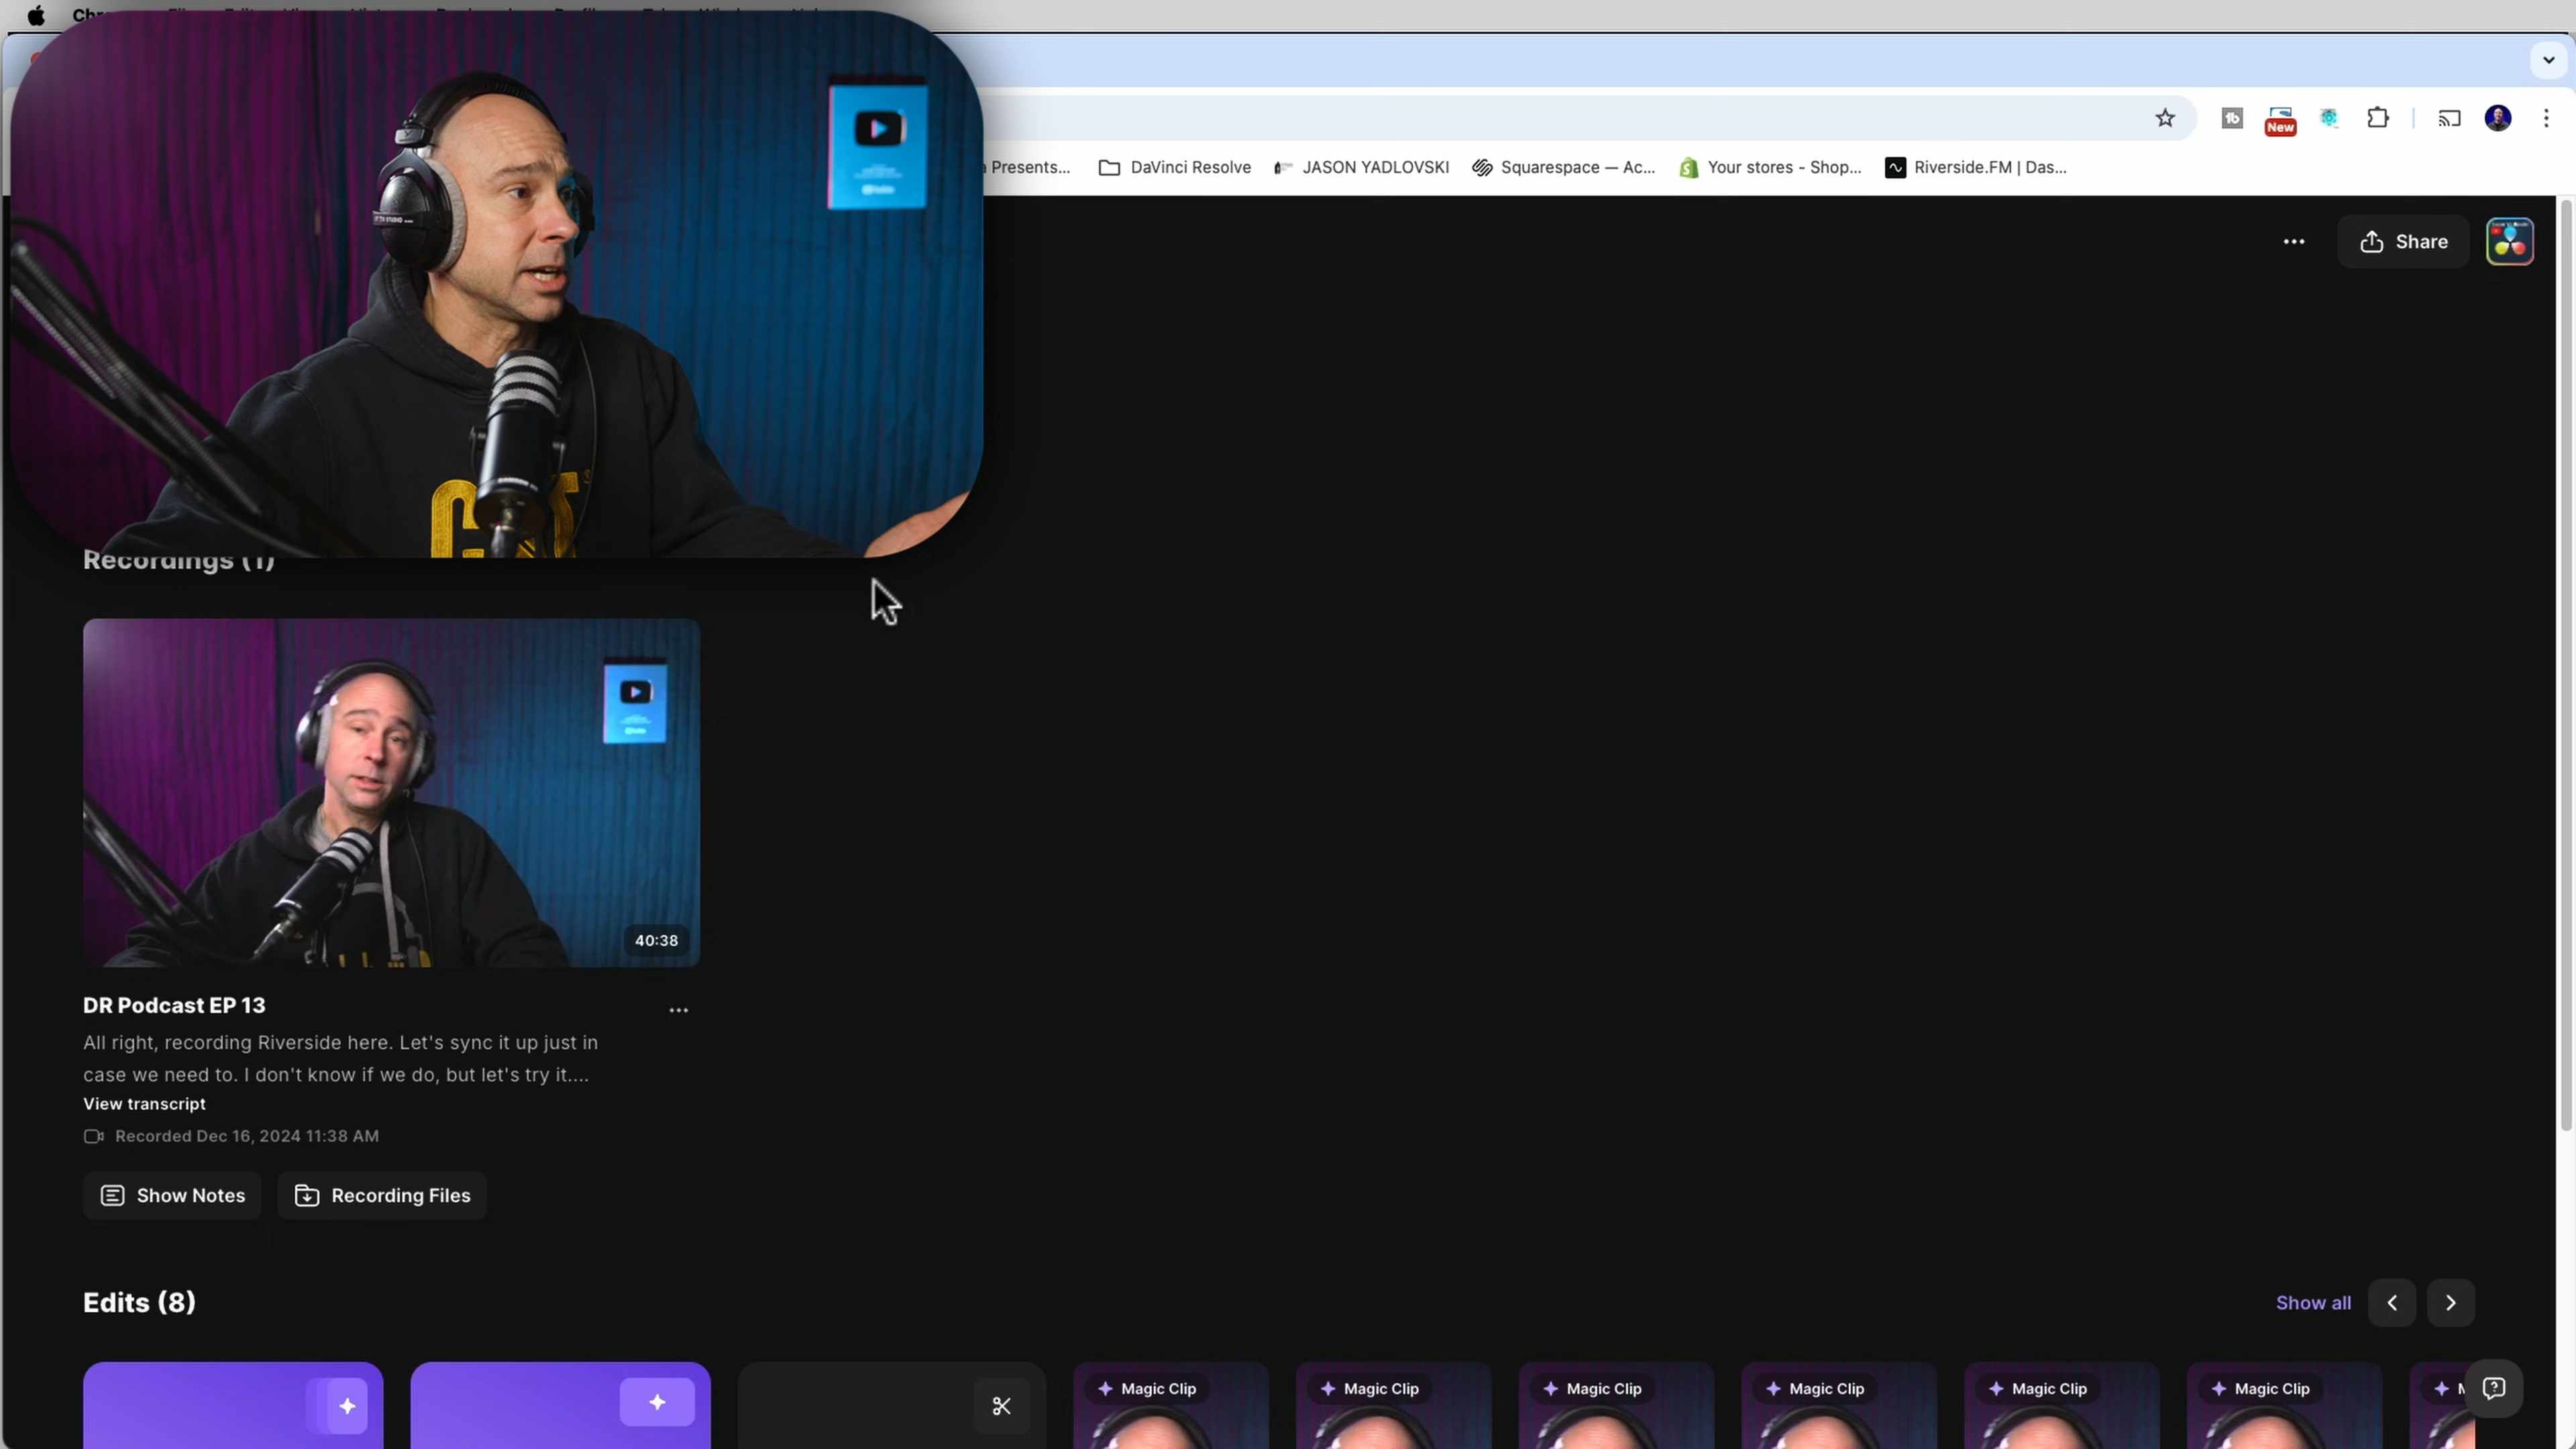 New
Presents...
DaVinci Resolve
JASON YADLOVSKI
Squarespace — Ac...
Your stores - Shop...
Riverside.FM | Das...
Share
Recordings (1)
40:38
DR Podcast EP 13
All right, recording Riverside here. Let's sync it up just in
case we need to. I don't know if we do, but let's try it....
View transcript
Recorded Dec 16, 2024 11:38 AM
Show Notes
Recording Files
Edits (8)
Show all
Magic Clip
Magic Clip
Magic Clip
Magic Clip
Magic Clip
Magic Clip